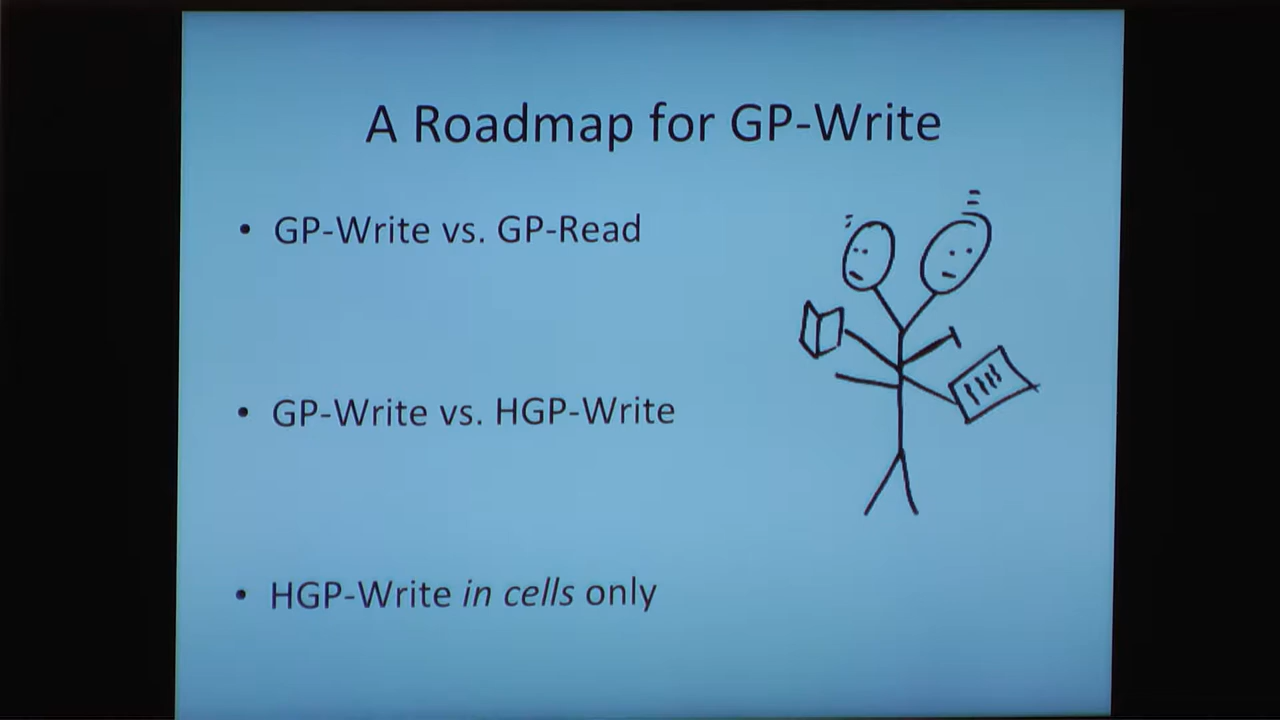 A Roadmap for GP-Write
• GP-Write vs. GP-Read
• GP-Write vs. HGP-Write
• HGP-Write in cells only